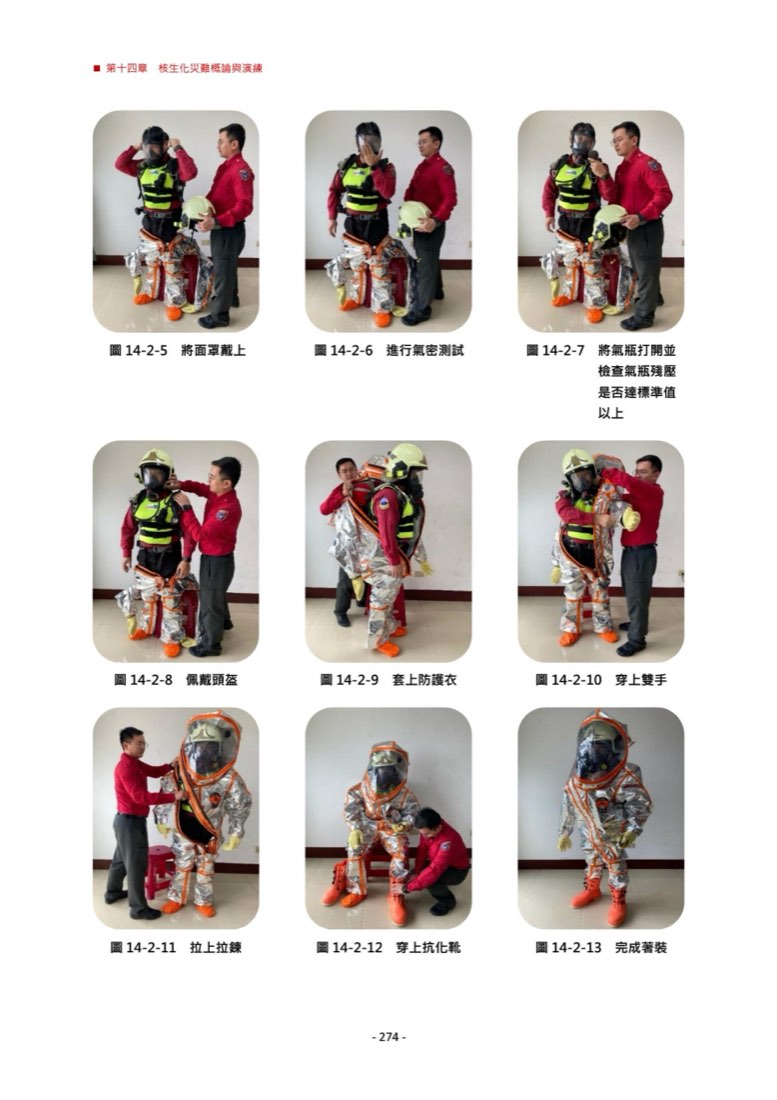 ■ 第十四章 核生化災難概論與演練
圖 14-2-5 將面罩戴上
圖 14-2-6 進行氣密測試
圖 14-2-7 將氣瓶打開並
檢查氣瓶殘壓
是否達標準值
以上
圖 14-2-8 佩戴頭盔
圖 14-2-9 套上防護衣
圖 14-2-10 穿上雙手
圖 14-2-11 拉上拉鍊
圖 14-2-12 穿上抗化靴
圖 14-2-13 完成著裝
- 274 -